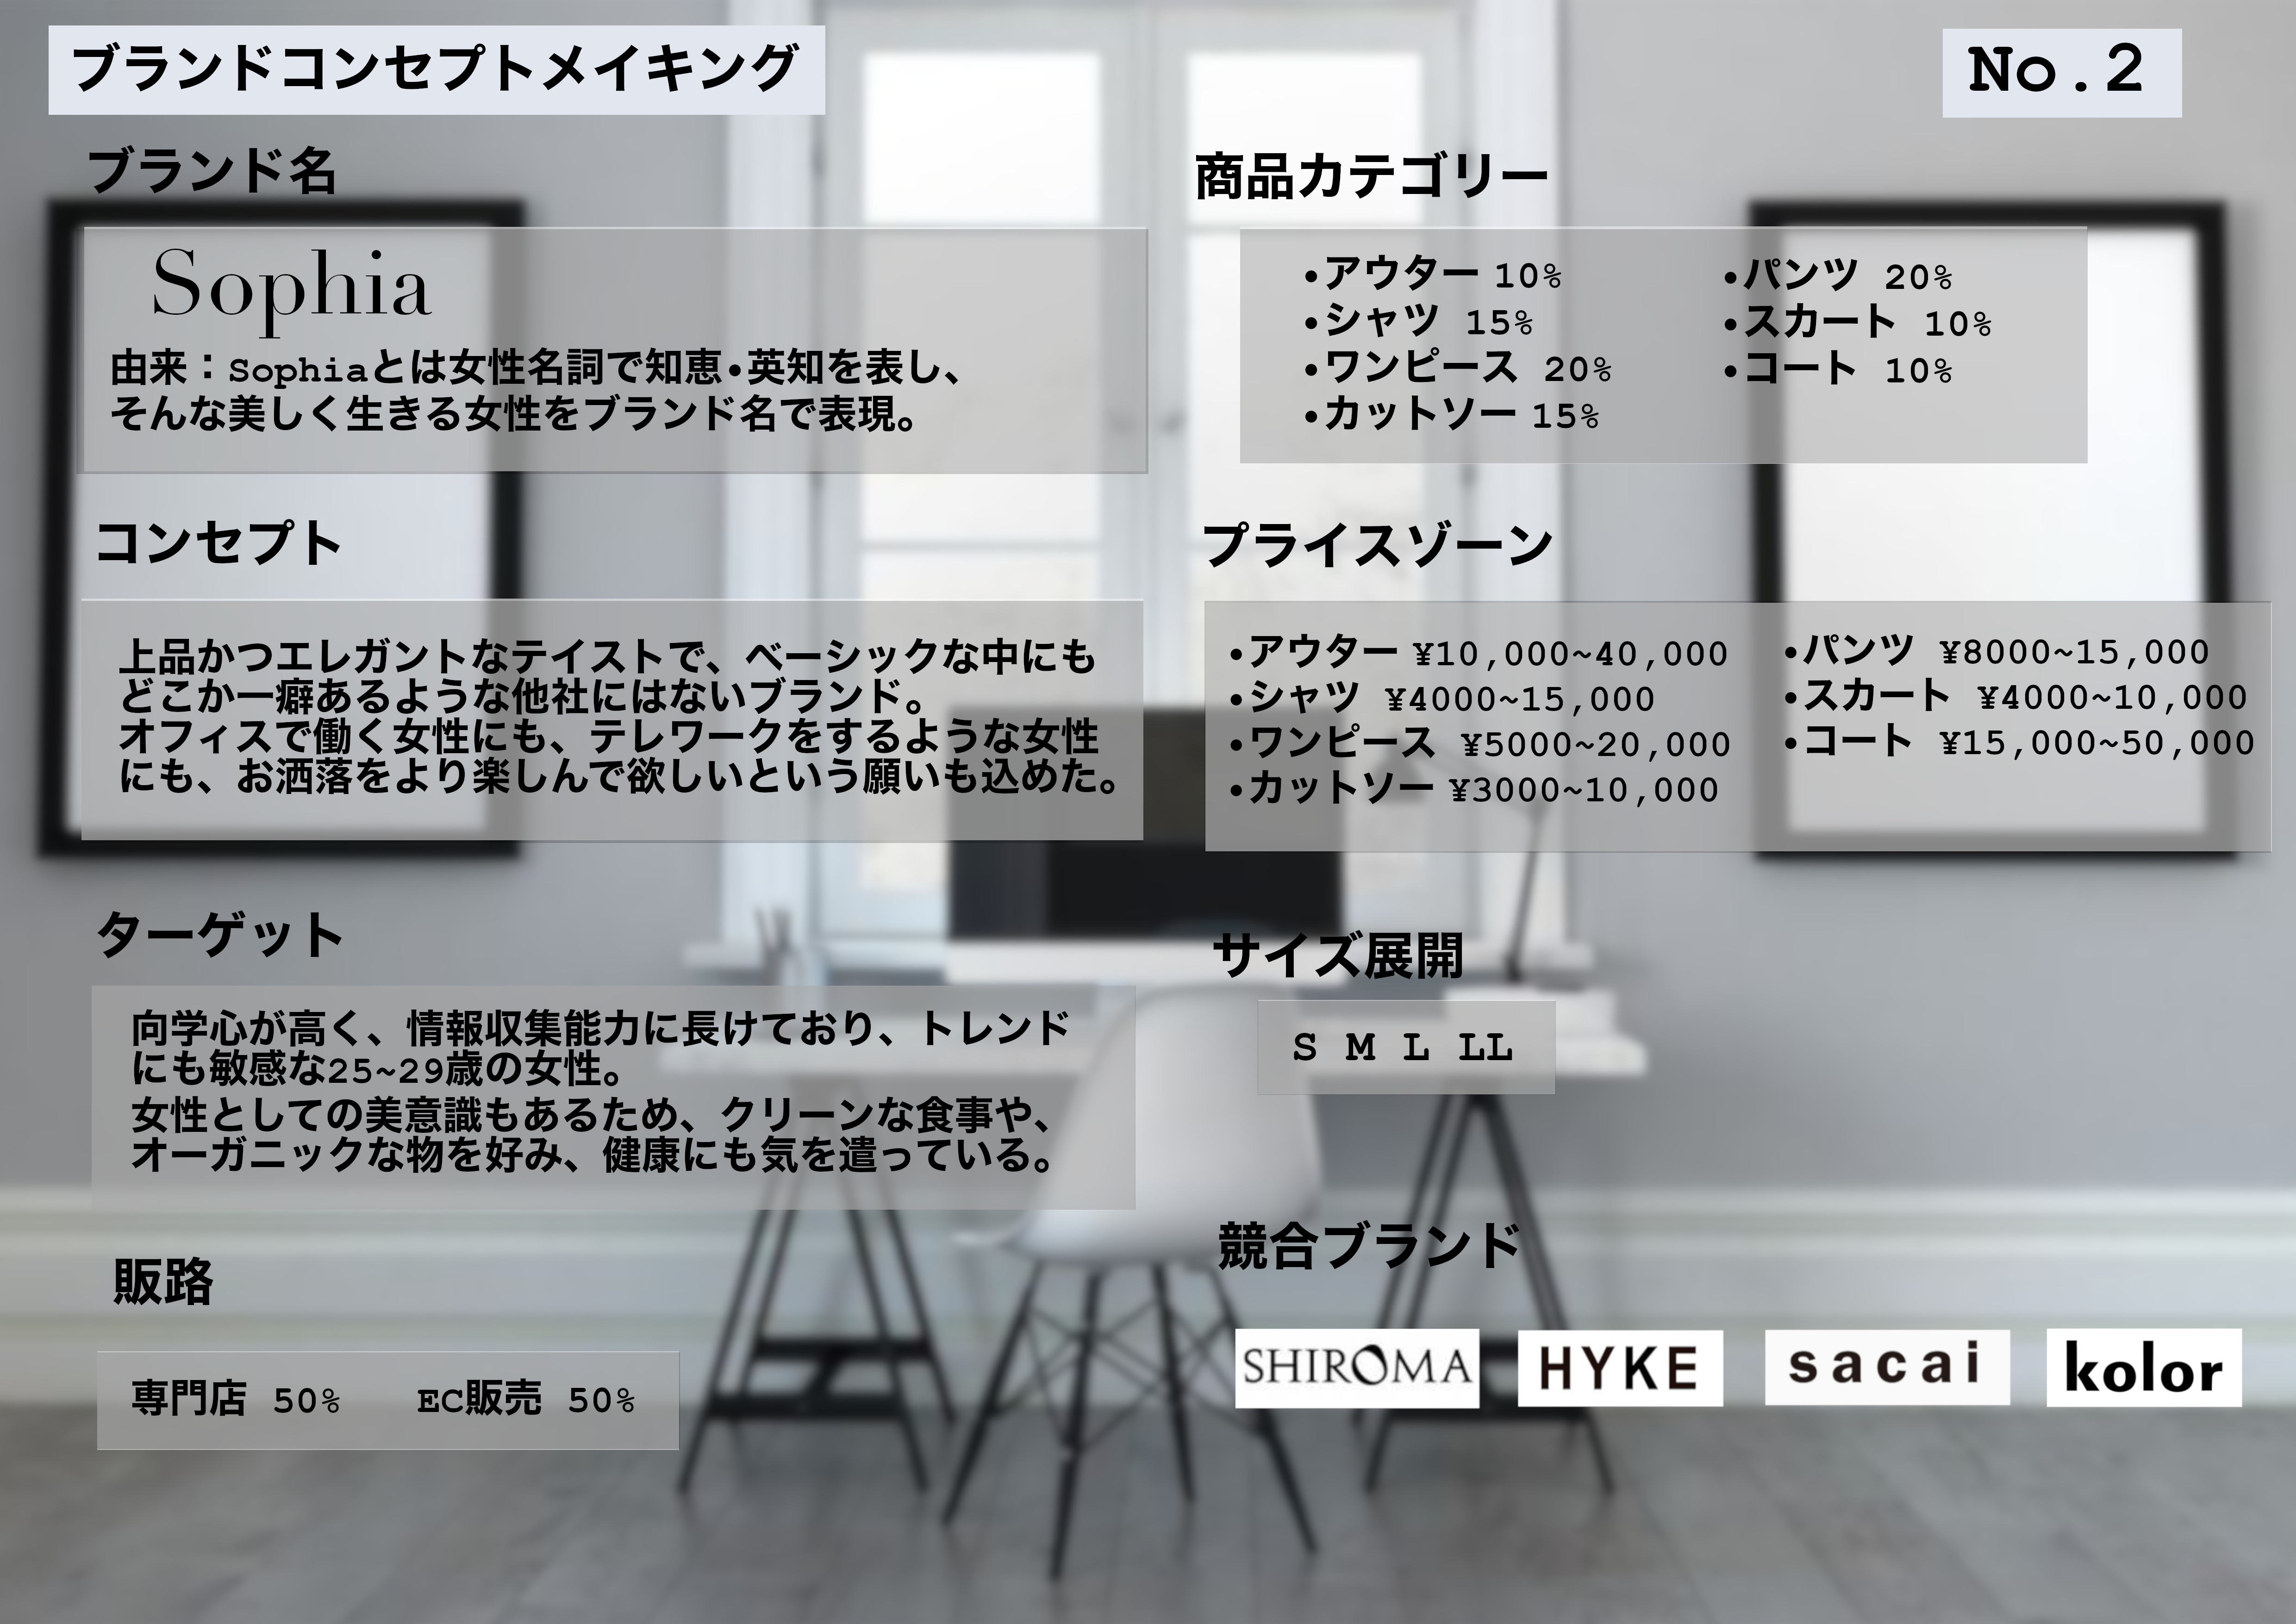 ブランドコンセプトメイキング
No.2
ブランド名
Sophia
由来：Sophiaとは女性名詞で知恵•英知を表し、
そんな美しく生きる女性をブランド名で表現。
コンセプト
上品かつエレガントなテイストで、ベーシックな中にも
どこか一癖あるような他社にはないブランド。
オフィスで働く女性にも、テレワークをするような女性
にも、お洒落をより楽しんで欲しいという願いも込めた。
ターゲット
向学心が高く、情報収集能力に長けており、トレンド
にも敏感な25~29歳の女性。
女性としての美意識もあるため、クリーンな食事や、
オーガニックな物を好み、健康にも気を遣っている。
販路
専門店 50% EC販売 50%
商品カテゴリー
•アウター 10%
•シャツ 15%
•ワンピース 20%
•カットソー 15%
•パンツ 20%
•スカート 10%
•コート 10%
プライスゾーン
•アウター ¥10,000~40,000
•シャツ ¥4000~15,000
•ワンピース ¥5000~20,000
•カットソー ¥3000~10,000
•パンツ ¥8000~15,000
•スカート ¥4000~10,000
•コート ¥15,000~50,000
サイズ展開
S M L LL
競合ブランド
SHIROMA HYKE sacai kolor